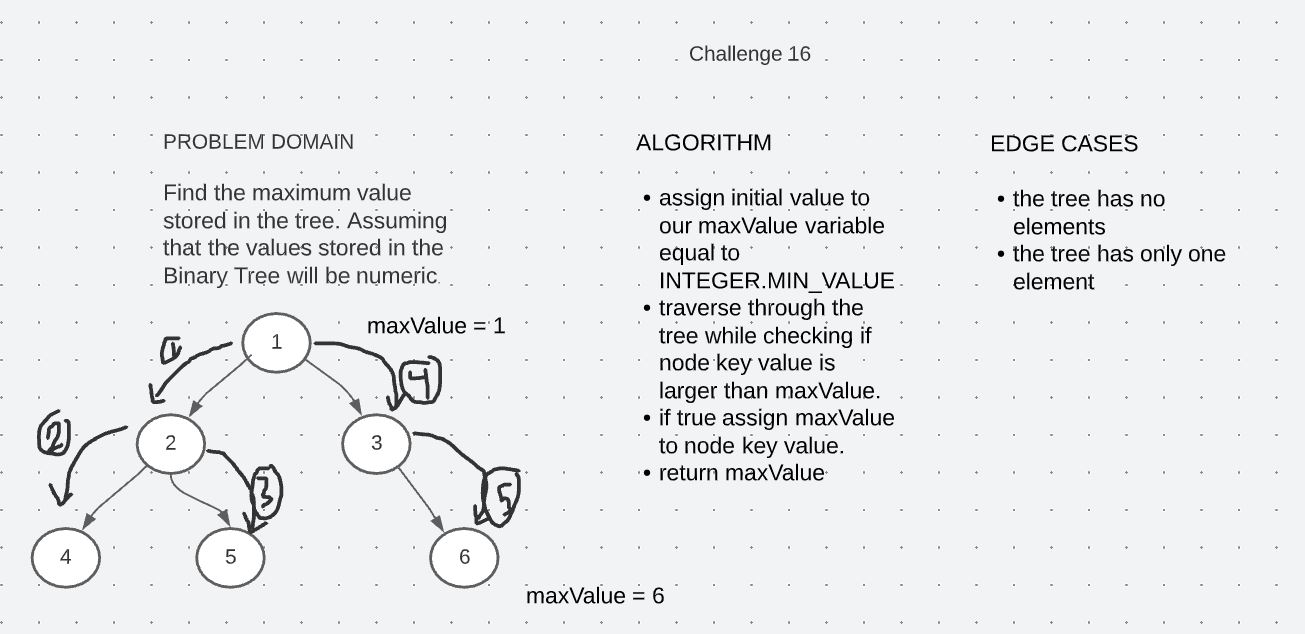 Challenge 16
PROBLEM DOMAIN
Find the maximum value
stored in the tree. Assuming
that the values stored in the
Binary Tree will be numeric
maxValue = 1
1
1
4
2
2
3
3
5
4
5
6
maxValue = 6
ALGORITHM
• assign initial value to
our maxValue variable
equal to
INTEGER.MIN_VALUE
• traverse through the
tree while checking if
node key value is
larger than maxValue.
• if true assign maxValue
to node key value.
• return maxValue
EDGE CASES
• the tree has no
elements
• the tree has only one
element